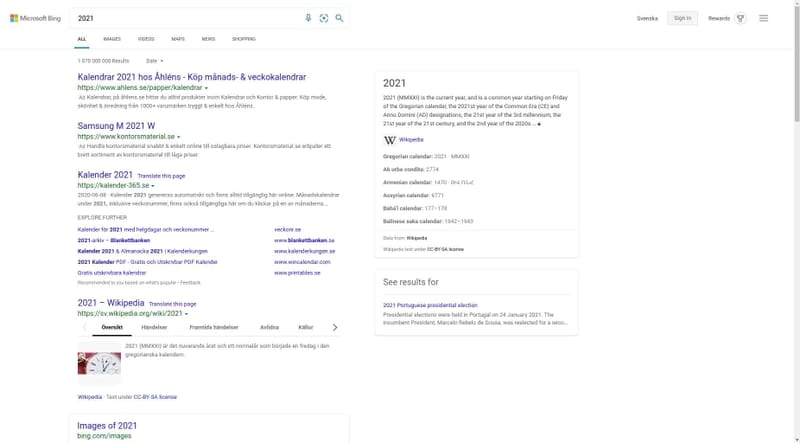 Microsoft Bing
2021
Svenska
Sign in
Rewards
ALL
IMAGES
VIDEOS
MAPS
NEWS
SHOPPING
1 070 000 000 Results
Date
Kalendrar 2021 hos Åhléns - Köp månads- & veckokalendrar
https://www.ahlens.se/papper/kalendrar
Ad Kalendrar, på åhlens.se hittar du alltid produkter inom Kalendrar och Kontor & papper. Köp mode,
skönhet & inredning från 1000+ varumärken tryggt & enkelt hos Åhléns.
Samsung M 2021 W
https://www.kontorsmaterial.se
Ad Handla kontorsmaterial snabbt & enkelt online till oslagbara priser. Kontorsmaterial.se erbjuder ett
brett sortiment av kontorsmaterial till låga priser.
Kalender 2021 Translate this page
https://kalender-365.se
2020-06-08 · Kalender 2021 genereras automatiskt och finns alltid tillgänglig här online. Månadskalendrar
under 2021, inklusive veckonummer, finns också tillgängliga här om du klickar på en av månaderna...
EXPLORE FURTHER
Kalender för 2021 med helgdagar och veckonummer ...
veckonr.se
2021-arkiv – Blankettbanken
www.blankettbanken.se
Kalender 2021 & Almanacka 2021 | Kalenderkungen
www.kalenderkungen.se
2021 Kalender PDF - Gratis och Utskrivbar PDF Kalender
www.wincalendar.com
Gratis utskrivbara kalendrar
www.printables.se
Recommended to you based on what's popular • Feedback
2021 – Wikipedia Translate this page
https://sv.wikipedia.org/wiki/2021
Översikt
Händelser
Framtida händelser
Avlidna
Källor
2021 (MMXXI) är det nuvarande året och ett normalår som började en fredag i den
gregorianska kalendern.
Wikipedia · Text under CC-BY-SA license
Images of 2021
bing.com/images
2021
2021 (MMXXI) is the current year, and is a common year starting on Friday
of the Gregorian calendar, the 2021st year of the Common Era (CE) and
Anno Domini (AD) designations, the 21st year of the 3rd millennium, the
21st year of the 21st century, and the 2nd year of the 2020s ...
W Wikipedia
Gregorian calendar: 2021 · MMXXI
Ab urbe condita: 2774
Armenian calendar: 1470 · ԹՎ ՌՆՀ
Assyrian calendar: 6771
Bahá'í calendar: 177–178
Balinese saka calendar: 1942–1943
Data from: Wikipedia
Wikipedia text under CC-BY-SA license
See results for
2021 Portuguese presidential election
Presidential elections were held in Portugal on 24 January 2021. The
incumbent President, Marcelo Rebelo de Sousa, was reelected for a seco...